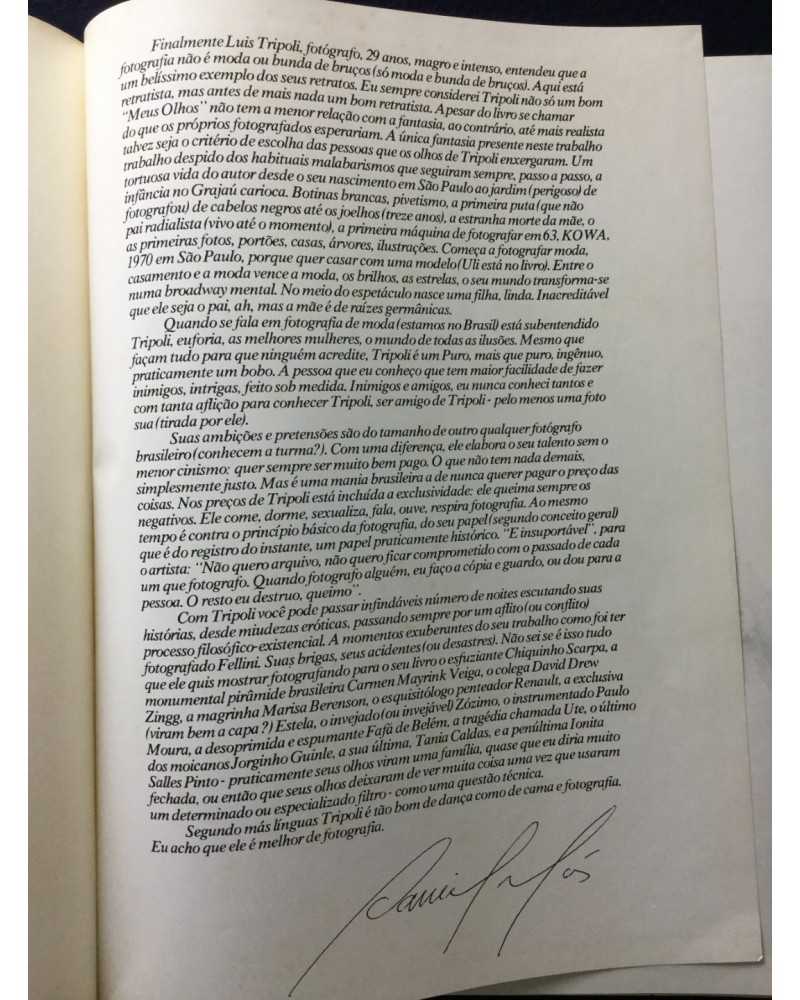 Finalmente Luis Tripoli, fotógrafo, 29 anos, magro e intenso, entendeu que a
fotografia não é moda ou bunda de bruços (só moda e bunda de bruços). Aqui está
um belíssimo exemplo dos seus retratos. Eu sempre considerei Tripoli não só um bom
retratista, mas antes de mais nada um bom retratista. Apesar do livro se chamar
"Meus Olhos" não tem a menor relação com a fantasia, ao contrário, até mais realista
do que os próprios fotografados esperariam. A única fantasia presente neste trabalho
talvez seja o critério de escolha das pessoas que os olhos de Tripoli enxergaram. Um
trabalho despido dos habituais malabarismos que seguiram sempre, passo a passo, a
tortuosa vida do autor desde o seu nascimento em São Paulo ao jardim (perigoso) de
infância no Grajaú carioca. Botinas brancas, pivetismo, a primeira puta (que não
fotografou) de cabelos negros até os joelhos (treze anos), a estranha morte da mãe, o
pai radialista (vivo até o momento), a primeira máquina de fotografar em 63, KOWA,
as primeiras fotos, portões, casas, árvores, ilustrações. Começa a fotografar moda,
1970 em São Paulo, porque quer casar com uma modelo (Uli está no livro). Entre o
casamento e a moda vence a moda, os brilhos, as estrelas, o seu mundo transforma-se
numa broadway mental. No meio do espetáculo nasce uma filha, linda. Inacreditável
que ele seja o pai, ah, mas a mãe é de raízes germânicas.
Quando se fala em fotografia de moda (estamos no Brasil) está subentendido
Tripoli, euforia, as melhores mulheres, o mundo de todas as ilusões. Mesmo que
façam tudo para que ninguém acredite, Tripoli é um Puro, mais que puro, ingênuo,
praticamente um bobo. A pessoa que eu conheço que tem maior facilidade de fazer
inimigos, intrigas, feito sob medida. Inimigos e amigos, eu nunca conheci tantos e
com tanta aflição para conhecer Tripoli, ser amigo de Tripoli - pelo menos uma foto
sua (tirada por ele).
Suas ambições e pretensões são do tamanho de outro qualquer fotógrafo
brasileiro (conhecem a turma?). Com uma diferença, ele elabora o seu talento sem o
menor cinismo: quer sempre ser muito bem pago. O que não tem nada demais,
simplesmente justo. Mas é uma mania brasileira a de nunca querer pagar o preço das
coisas. Nos preços de Tripoli está incluída a exclusividade: ele queima sempre os
negativos. Ele come, dorme, sexualiza, fala, ouve, respira fotografia. Ao mesmo
tempo é contra o princípio básico da fotografia, do seu papel (segundo conceito geral)
que é do registro do instante, um papel praticamente histórico. "E insuportável", para
o artista: "Não quero arquivo, não quero ficar comprometido com o passado de cada
um que fotografo. Quando fotografo alguém, eu faço a cópia e guardo, ou dou para a
pessoa. O resto eu destruo, queimo".
Com Tripoli você pode passar infindáveis número de noites escutando suas
histórias, desde miudezas eróticas, passando sempre por um aflito (ou conflito)
processo filosófico-existencial. A momentos exuberantes do seu trabalho como foi ter
fotografado Fellini. Suas brigas, seus acidentes (ou desastres). Não sei se é isso tudo
que ele quis mostrar fotografando para o seu livro o esfuziante Chiquinho Scarpa, a
monumental pirâmide brasileira Carmen Mayrink Veiga, o colega David Drew
Zingg, a magrinha Marisa Berenson, o esquisitólogo penteador Renault, a exclusiva
(viram bem a capa?) Estela, o invejado (ou invejável) Zózimo, o instrumentado Paulo
Moura, a desoprimida e espumante Fafá de Belém, a tragédia chamada Ute, o último
dos moicanos Jorginho Guinle, a sua última, Tania Caldas, e a penúltima Ionita
Salles Pinto - praticamente seus olhos viram uma família, quase que eu diria muito
fechada, ou então que seus olhos deixaram de ver muita coisa uma vez que usaram
um determinado ou especializado filtro - como uma questão técnica.
Segundo más línguas Tripoli é tão bom de dança como de cama e fotografia.
Eu acho que ele é melhor de fotografia.